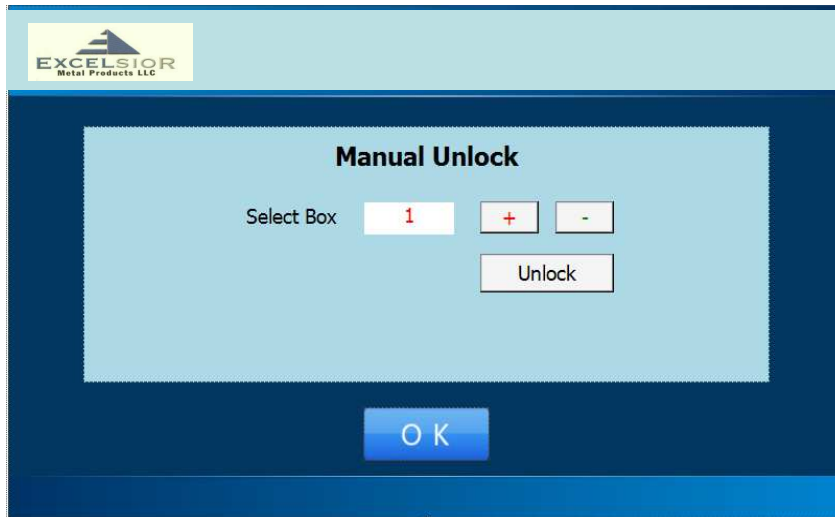 EXCELSIOR
Metal Products LLC
Manual Unlock
Select Box 1 + -
Unlock
O K